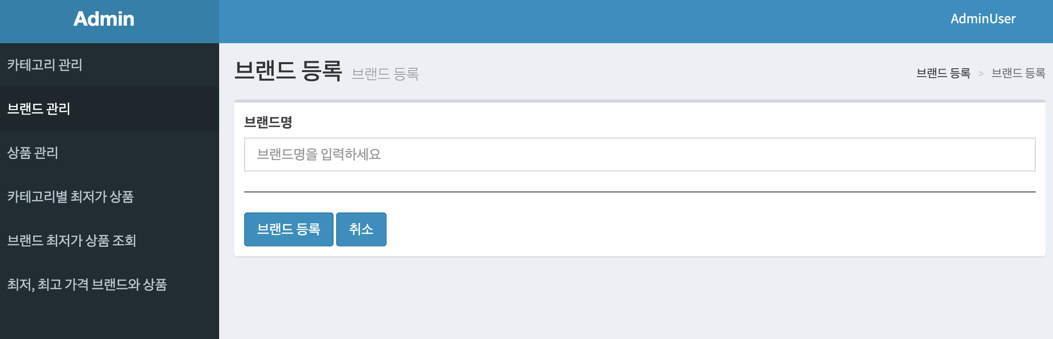 Admin
AdminUser
카테고리 관리
브랜드 관리
상품 관리
카테고리별 최저가 상품
브랜드 최저가 상품 조회
최저, 최고 가격 브랜드와 상품
브랜드 등록 브랜드 등록
브랜드 등록 > 브랜드 등록
브랜드명
브랜드명을 입력하세요
브랜드 등록 취소